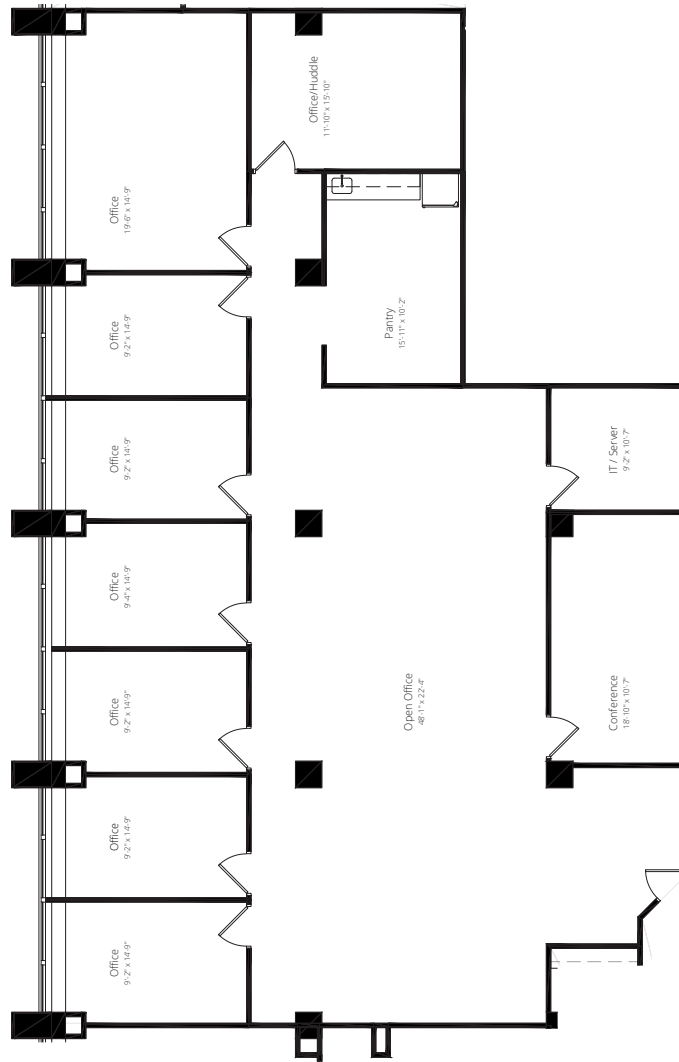 Office/Huddle
11'-10" x 15'-10"
Office
19'-6" x 14'-9"
Pantry
15'-11" x 10'-2"
Office
9'-2" x 14'-9"
Office
9'-2" x 14'-9"
IT / Server
9'-2" x 10'-7"
Office
9'-4" x 14'-9"
Office
9'-2" x 14'-9"
Open Office
48'-1" x 22'-4"
Conference
18'-10" x 10'-7"
Office
9'-2" x 14'-9"
Office
9'-2" x 14'-9"